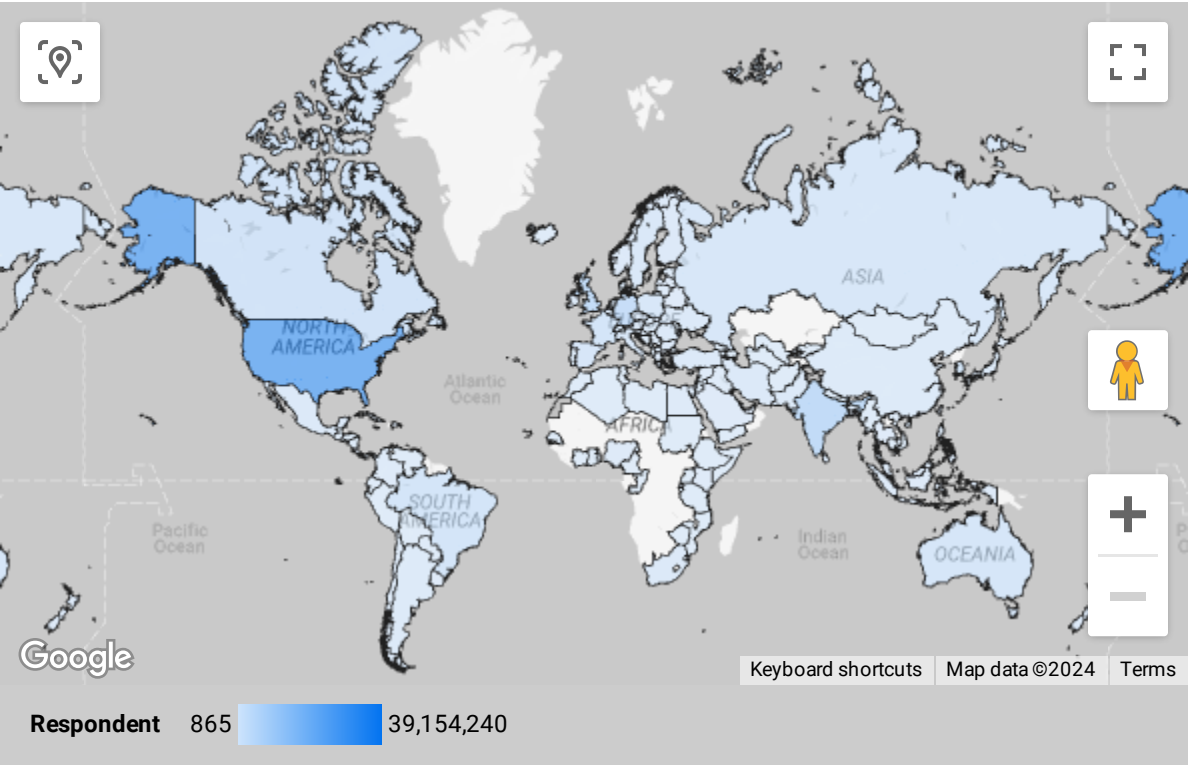 ASIA
NORTH
AMERICA
Atlantic
Ocean
AFRICA
SOUTH
AMERICA
Pacific
Ocean
Indian
Ocean
OCEANIA
P
O
Google
Keyboard shortcuts
Map data ©2024
Terms
Respondent 865 39,154,240